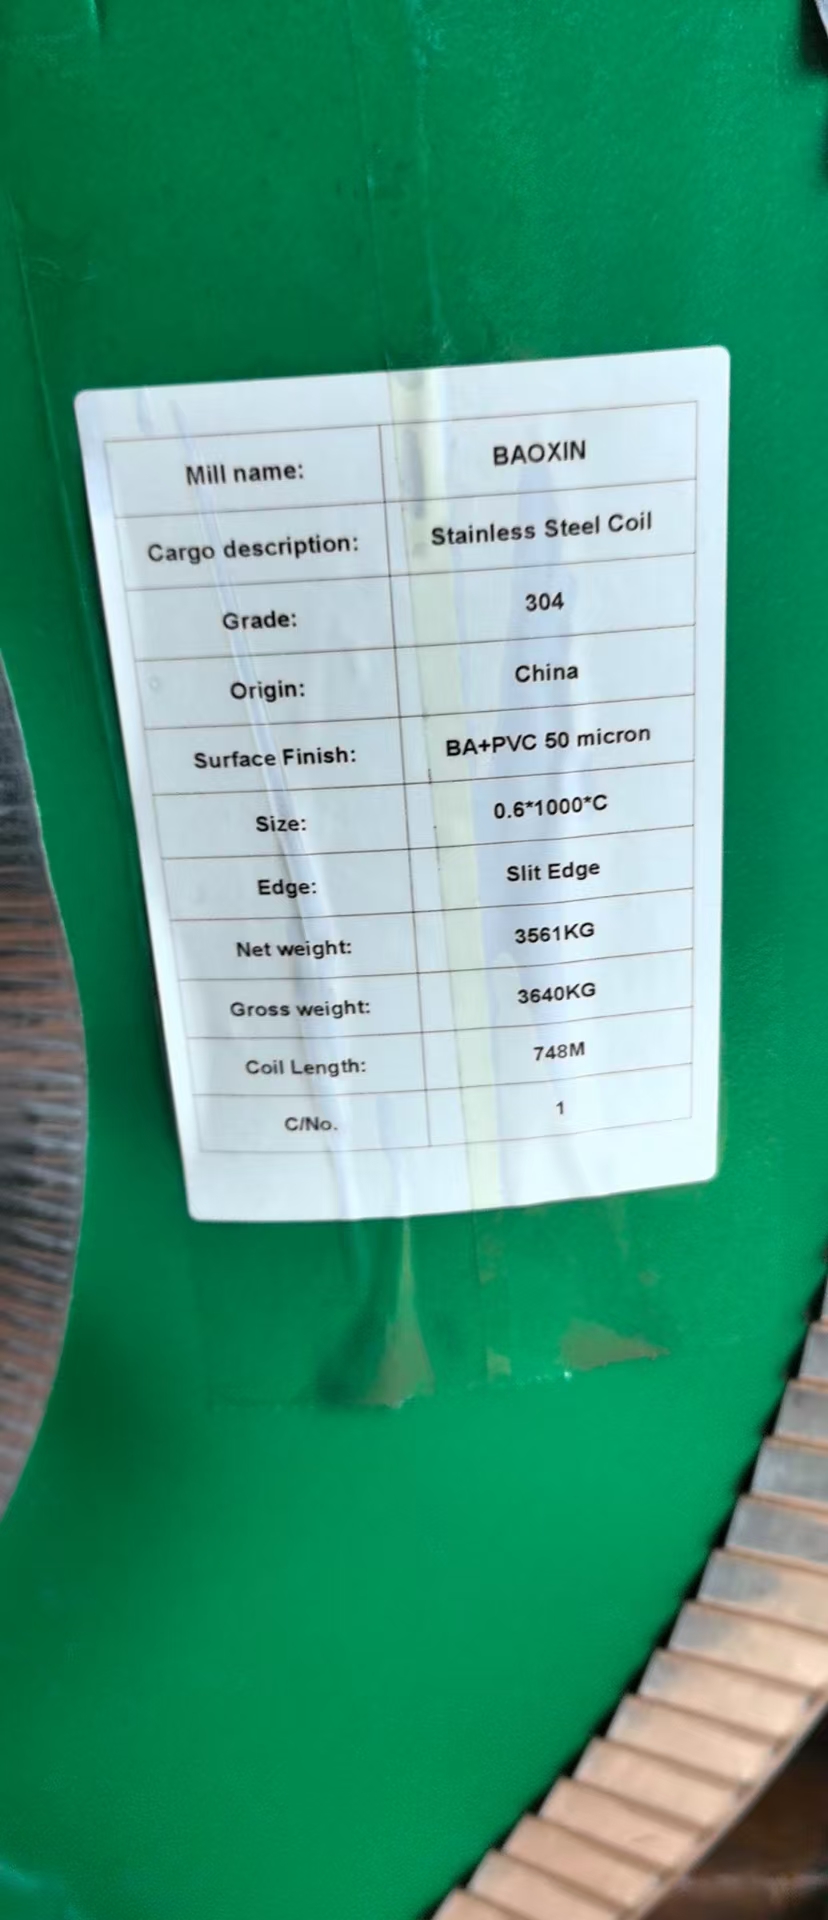 Mill name: BAOXIN
Cargo description: Stainless Steel Coil
Grade: 304
Origin: China
Surface Finish: BA+PVC 50 micron
Size: 0.6*1000*C
Edge: Slit Edge
Net weight: 3561KG
Gross weight: 3640KG
Coil Length: 748M
C/No. 1